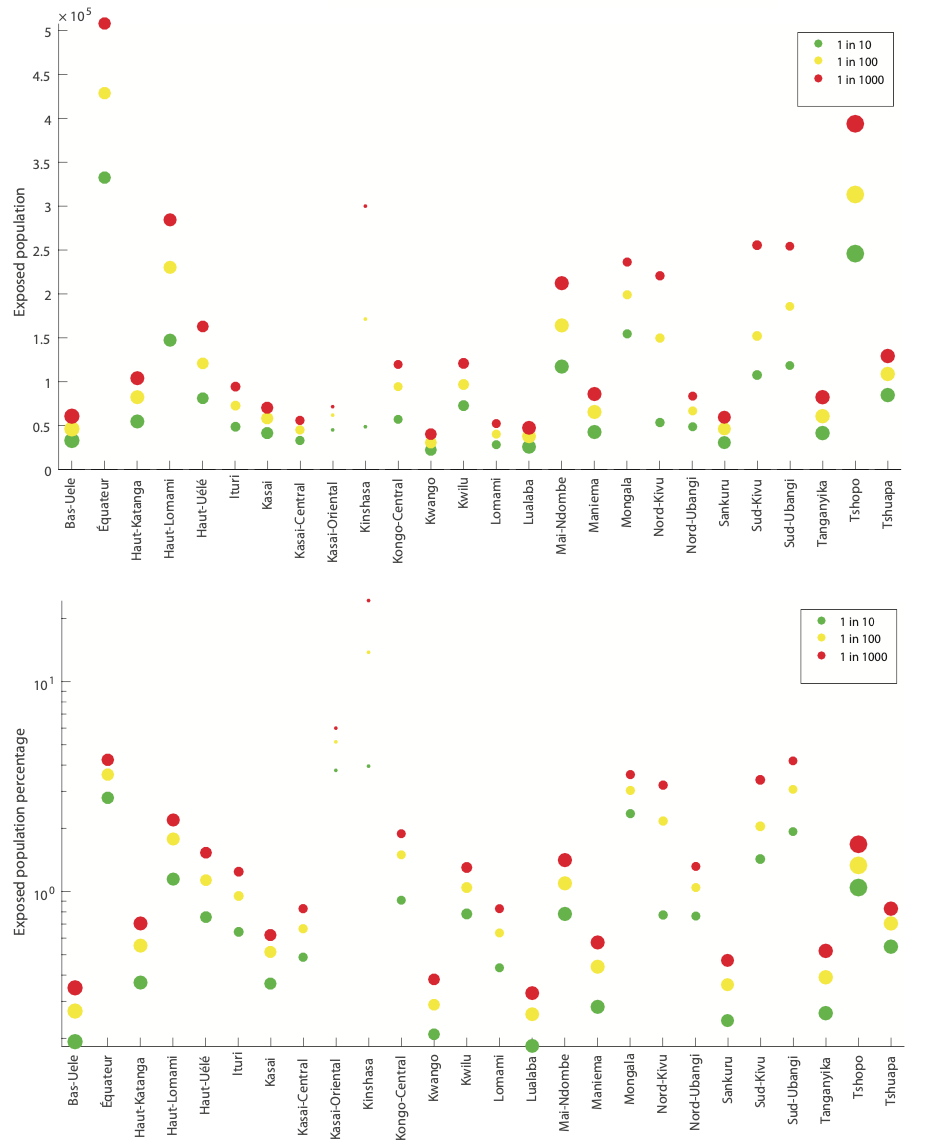 × 10 5
5
4.5
4
3.5
3
2.5
2
1.5
1
0.5
0
Exposed population
1 in 10
1 in 100
1 in 1000
Bas-Uele
Équateur
Haut-Katanga
Haut-Lomami
Haut-Uélé
Ituri
Kasai
Kasai-Central
Kasai-Oriental
Kinshasa
Kongo-Central
Kwango
Kwilu
Lomami
Lualaba
Mai-Ndombe
Maniema
Mongala
Nord-Kivu
Nord-Ubangi
Sankuru
Sud-Kivu
Sud-Ubangi
Tanganyika
Tshopo
Tshuapa
10 1
10 0
Exposed population percentage
1 in 10
1 in 100
1 in 1000
Bas-Uele
Équateur
Haut-Katanga
Haut-Lomami
Haut-Uélé
Ituri
Kasai
Kasai-Central
Kasai-Oriental
Kinshasa
Kongo-Central
Kwango
Kwilu
Lomami
Lualaba
Mai-Ndombe
Maniema
Mongala
Nord-Kivu
Nord-Ubangi
Sankuru
Sud-Kivu
Sud-Ubangi
Tanganyika
Tshopo
Tshuapa